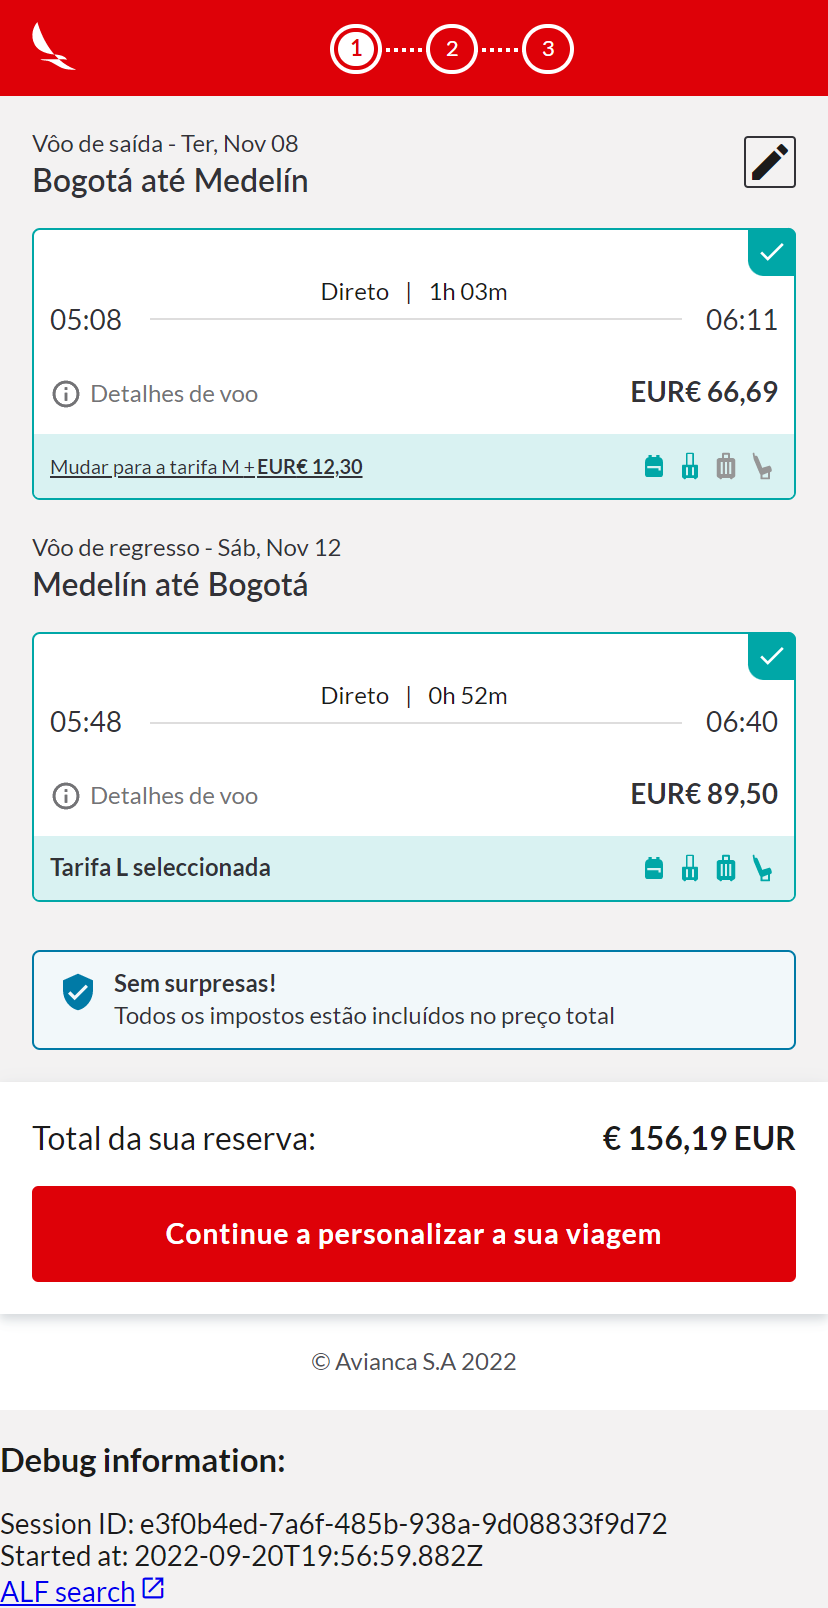 1 2 3
Vôo de saída - Ter, Nov 08
Bogotá até Medelín
Direto | 1h 03m
05:08 06:11
Detalhes de voo EUR€ 66,69
Mudar para a tarifa M +EUR€ 12,30
Vôo de regresso - Sáb, Nov 12
Medelín até Bogotá
Direto | 0h 52m
05:48 06:40
Detalhes de voo EUR€ 89,50
Tarifa L seleccionada
Sem surpresas!
Todos os impostos estão incluídos no preço total
Total da sua reserva: € 156,19 EUR
Continue a personalizar a sua viagem
© Avianca S.A 2022
Debug information:
Session ID: e3f0b4ed-7a6f-485b-938a-9d08833f9d72
Started at: 2022-09-20T19:56:59.882Z
ALF search